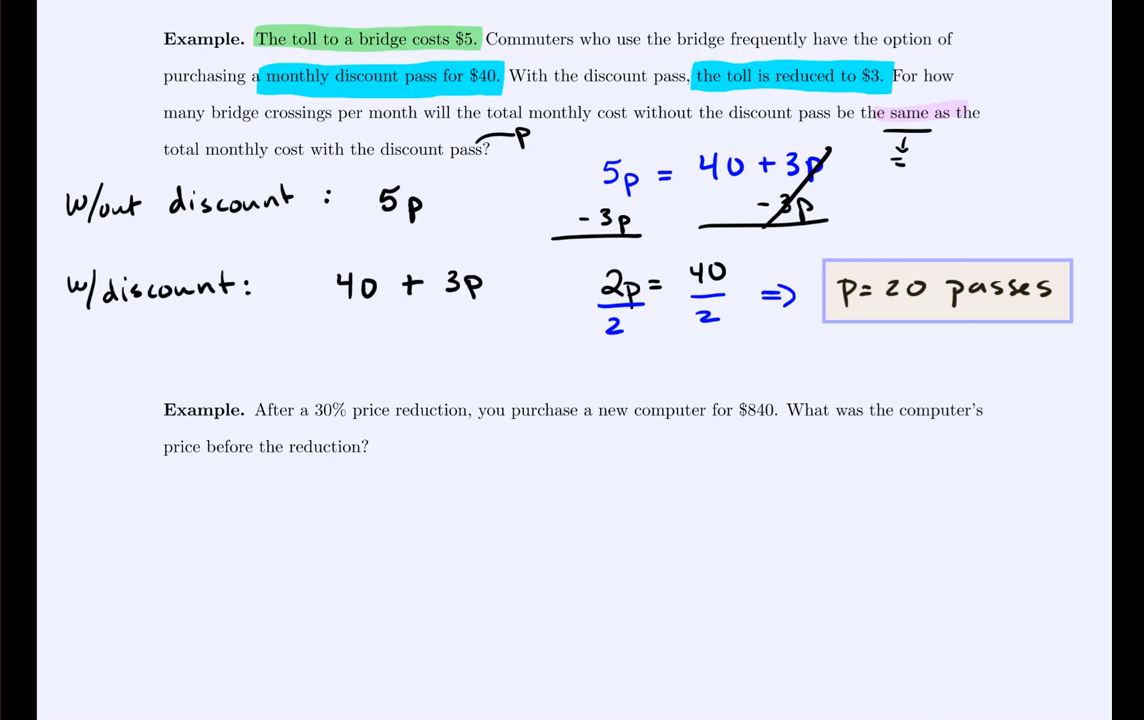 Example. The toll to a bridge costs $5. Commuters who use the bridge frequently have the option of
purchasing a monthly discount pass for $40. With the discount pass, the toll is reduced to $3. For how
many bridge crossings per month will the total monthly cost without the discount pass be the same as the
total monthly cost with the discount pass? p
↓
=
5p = 40 + 3p
- 3p - 3p
w/out discount : 5p
w/discount: 40 + 3p
2p = 40 => p = 20 passes
2 2
Example. After a 30% price reduction, you purchase a new computer for $840. What was the computer's
price before the reduction?